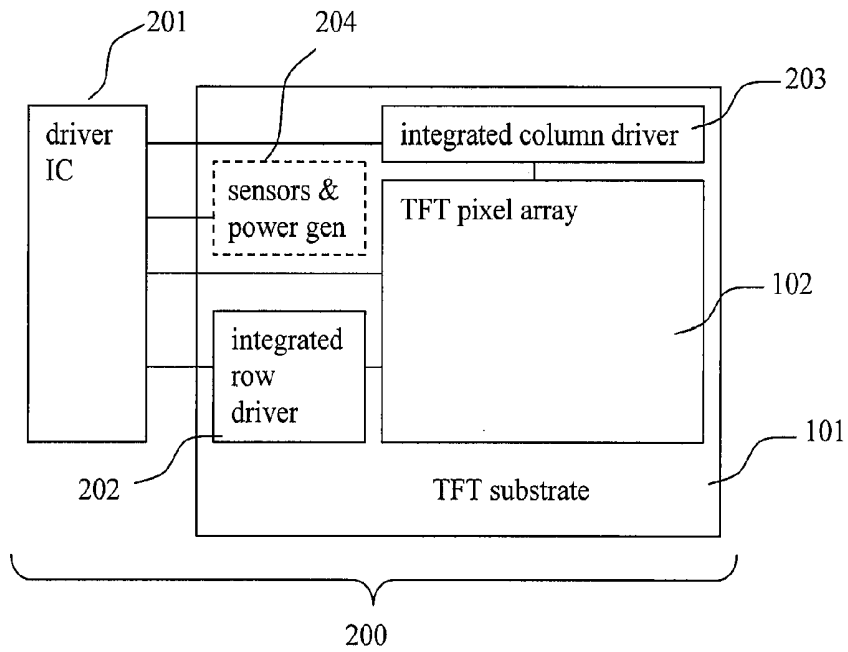 201
204
203
driver
IC
integrated column driver
sensors &
power gen
TFT pixel array
102
integrated
row
driver
101
202
TFT substrate
200